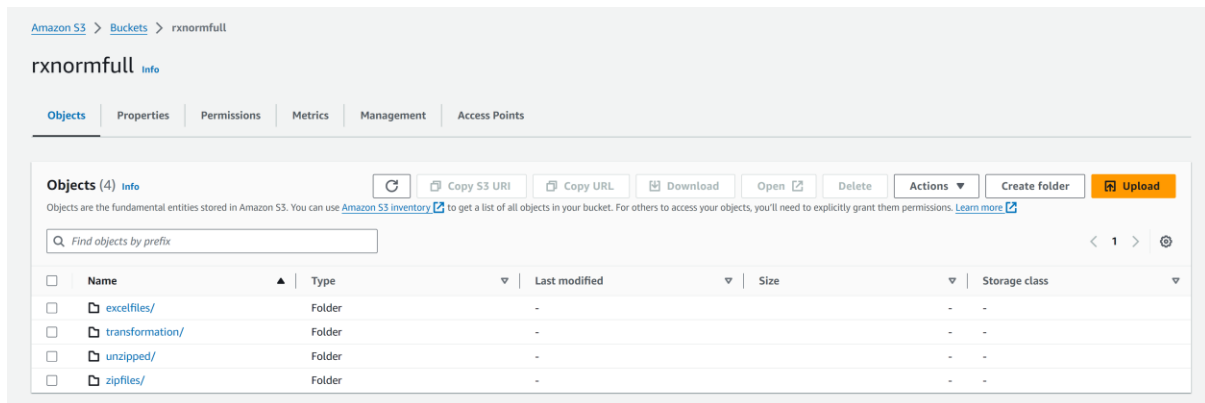 Amazon S3 > Buckets > rxnormfull
rxnormfull Info
Objects Properties Permissions Metrics Management Access Points
Objects (4) Info Copy S3 URI Copy URL Download Open Delete Actions ▼ Create folder Upload
Objects are the fundamental entities stored in Amazon S3. You can use Amazon S3 inventory to get a list of all objects in your bucket. For others to access your objects, you'll need to explicitly grant them permissions. Learn more
Find objects by prefix < 1 >
Name ▲ Type ▽ Last modified ▽ Size ▽ Storage class ▽
excelfiles/ Folder - - -
transformation/ Folder - - -
unzipped/ Folder - - -
zipfiles/ Folder - - -